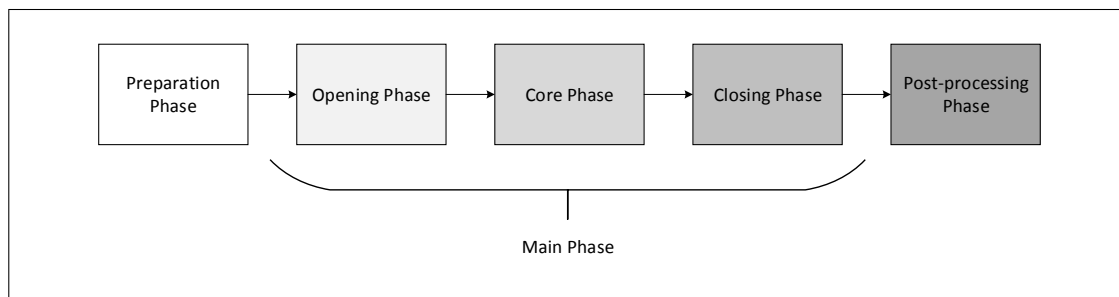 Preparation
Phase
Opening Phase
Core Phase
Closing Phase
Post-processing
Phase
Main Phase